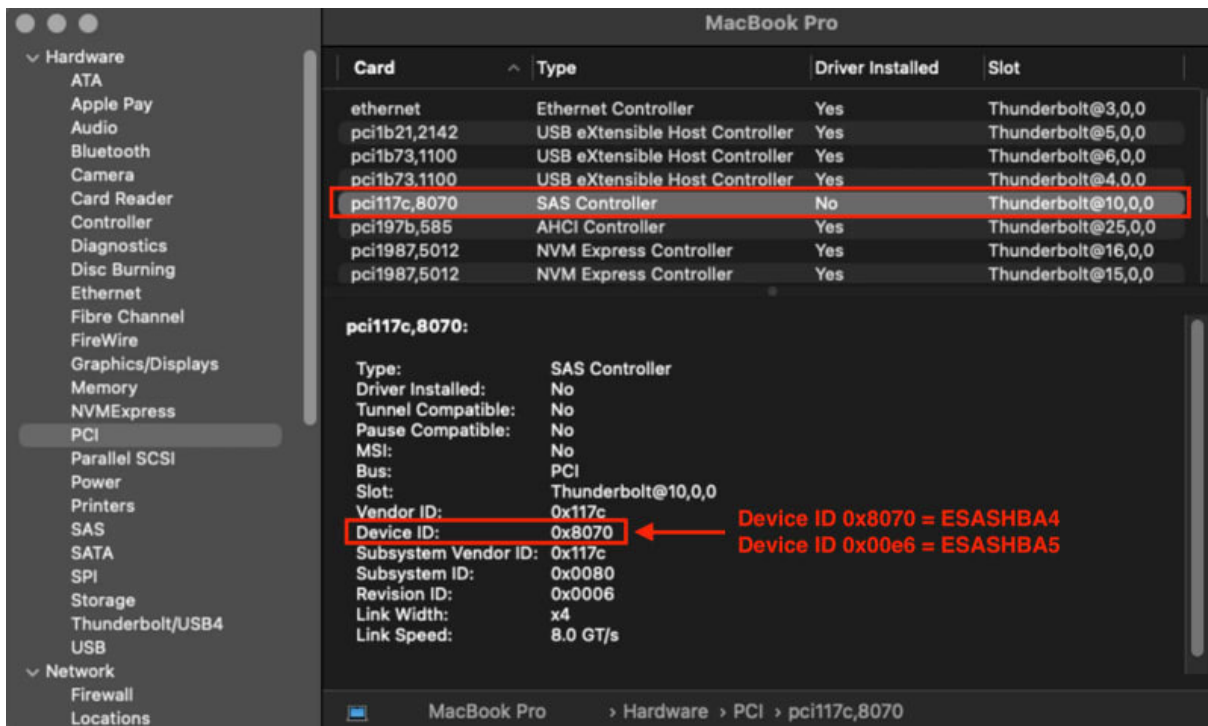 MacBook Pro
Hardware
ATA
Apple Pay
Audio
Bluetooth
Camera
Card Reader
Controller
Diagnostics
Disc Burning
Ethernet
Fibre Channel
FireWire
Graphics/Displays
Memory
NVMExpress
PCI
Parallel SCSI
Power
Printers
SAS
SATA
SPI
Storage
Thunderbolt/USB4
USB
Network
Firewall
Locations
Card Type Driver Installed Slot
ethernet Ethernet Controller Yes Thunderbolt@3,0,0
pci1b21,2142 USB eXtensible Host Controller Yes Thunderbolt@5,0,0
pci1b73,1100 USB eXtensible Host Controller Yes Thunderbolt@6,0,0
pci1b73,1100 USB eXtensible Host Controller Yes Thunderbolt@4,0,0
pci117c,8070 SAS Controller No Thunderbolt@10,0,0
pci197b,585 AHCI Controller Yes Thunderbolt@25,0,0
pci1987,5012 NVM Express Controller Yes Thunderbolt@16,0,0
pci1987,5012 NVM Express Controller Yes Thunderbolt@15,0,0
pci117c,8070:
Type: SAS Controller
Driver Installed: No
Tunnel Compatible: No
Pause Compatible: No
MSI: No
Bus: PCI
Slot: Thunderbolt@10,0,0
Vendor ID: 0x117c
Device ID: 0x8070
Subsystem Vendor ID: 0x117c
Subsystem ID: 0x0080
Revision ID: 0x0006
Link Width: x4
Link Speed: 8.0 GT/s
Device ID 0x8070 = ESASHBA4
Device ID 0x00e6 = ESASHBA5
MacBook Pro › Hardware › PCI › pci117c,8070